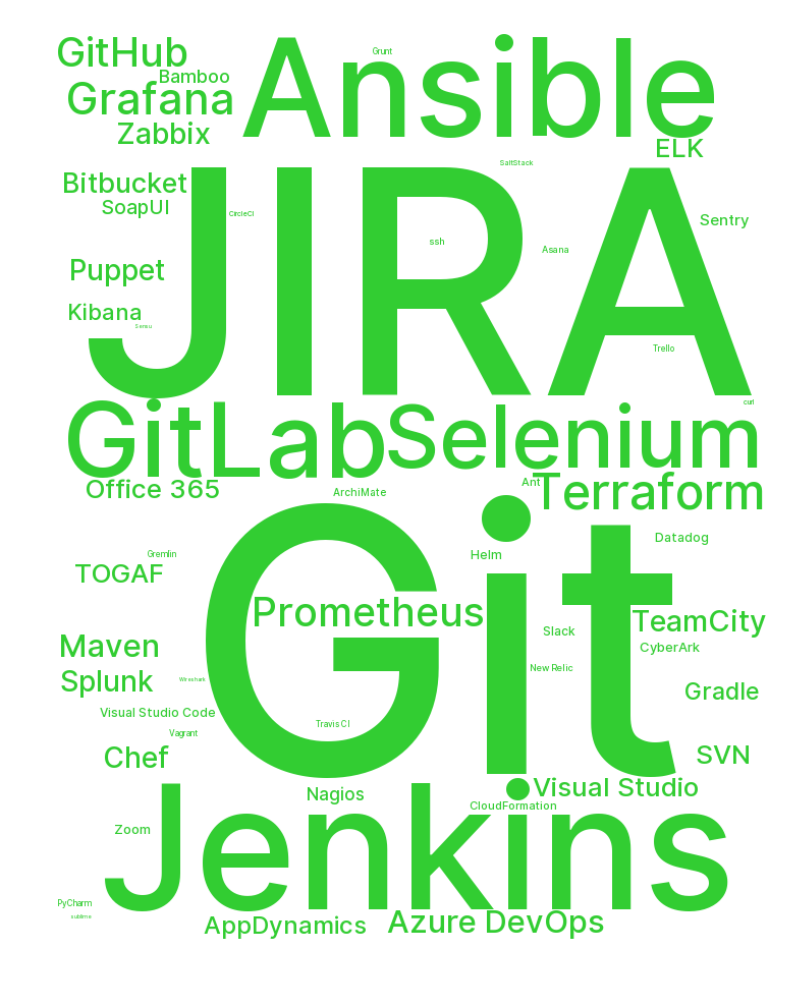 GitHub
Ansible
Grunt
Bamboo
Grafana
Zabbix
ELK
SaltStack
JIRA
Bitbucket
SoapUI
CircleCI
Sentry
ssh
Asana
Puppet
Kibana
Sensu
Trello
curl
GitLab
Selenium
Office 365
ArchiMate
Ant
Terraform
Git
Datadog
Gremlin
Helm
TOGAF
Prometheus
TeamCity
Slack
Maven
CyberArk
New Relic
Splunk
Wireshark
Gradle
Visual Studio Code
Travis CI
Vagrant
Chef
SVN
Visual Studio
Nagios
CloudFormation
Jenkins
Zoom
PyCharm
sublime
AppDynamics
Azure DevOps